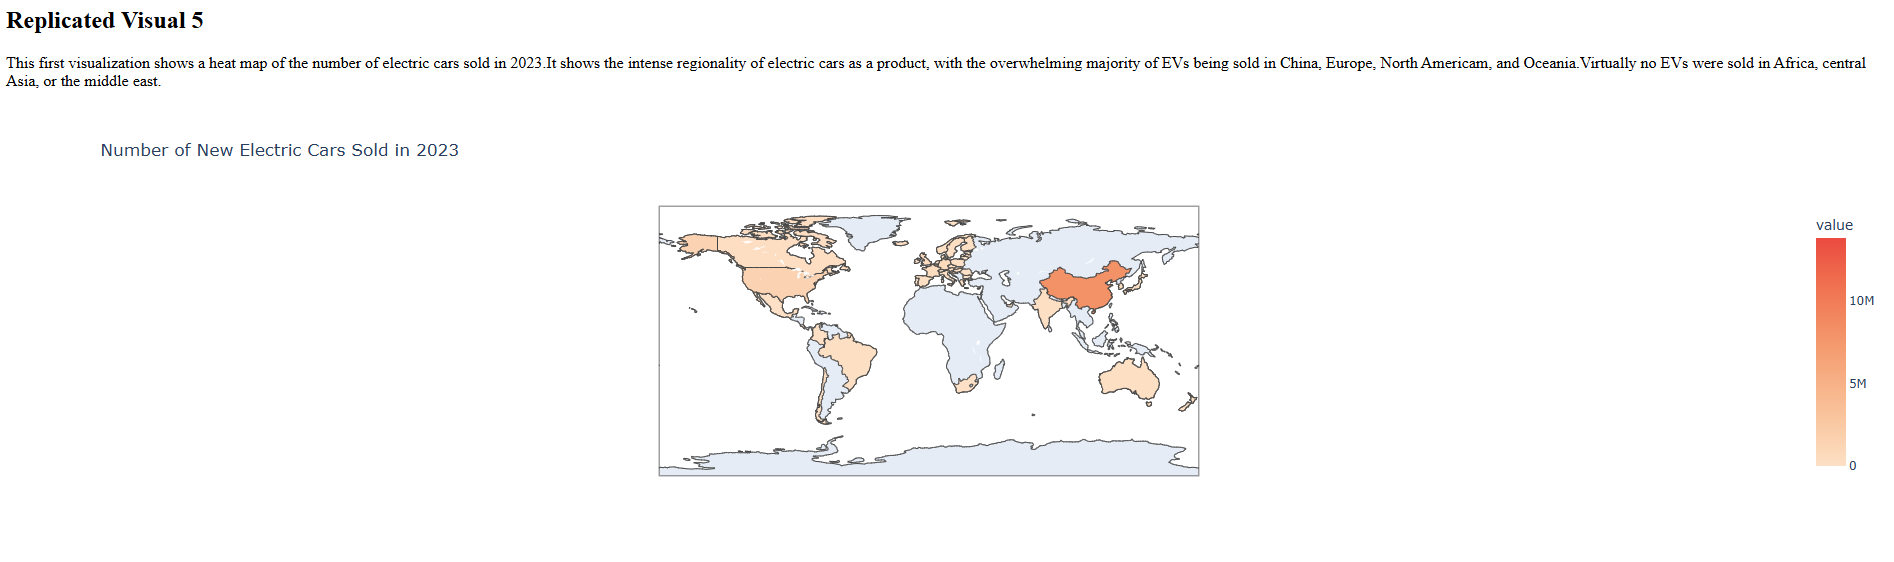 Replicated Visual 5
This first visualization shows a heat map of the number of electric cars sold in 2023.It shows the intense regionality of electric cars as a product, with the overwhelming majority of EVs being sold in China, Europe, North Americam, and Oceania.Virtually no EVs were sold in Africa, central
Asia, or the middle east.
Number of New Electric Cars Sold in 2023
value
10M
5M
0